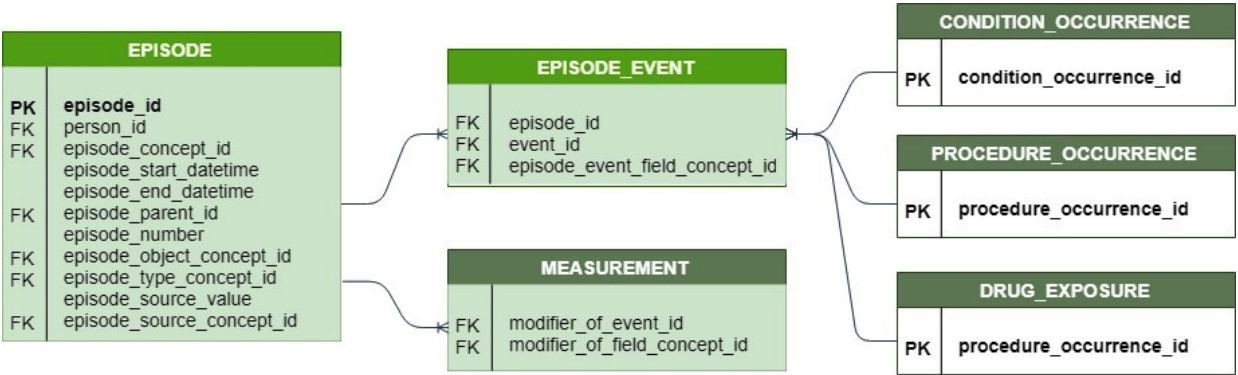 EPISODE
PK episode_id
FK person_id
FK episode_concept_id
episode_start_datetime
episode_end_datetime
FK episode_parent_id
episode_number
FK episode_object_concept_id
FK episode_type_concept_id
episode_source_value
FK episode_source_concept_id
EPISODE_EVENT
FK episode_id
FK event_id
FK episode_event_field_concept_id
MEASUREMENT
FK modifier_of_event_id
FK modifier_of_field_concept_id
CONDITION_OCCURRENCE
PK condition_occurrence_id
PROCEDURE_OCCURRENCE
PK procedure_occurrence_id
DRUG_EXPOSURE
PK procedure_occurrence_id